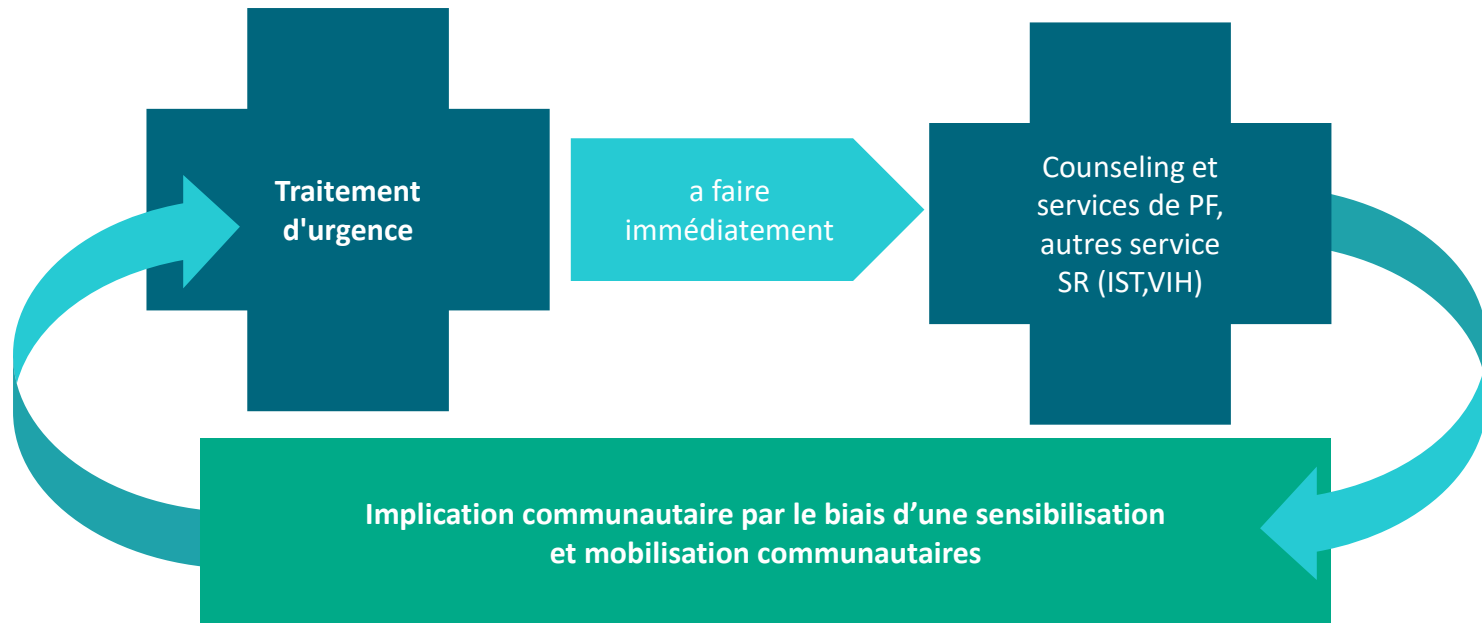 Traitement
d'urgence
a faire
immédiatement
Counseling et
services de PF,
autres service
SR (IST,VIH)
Implication communautaire par le biais d’une sensibilisation
et mobilisation communautaires